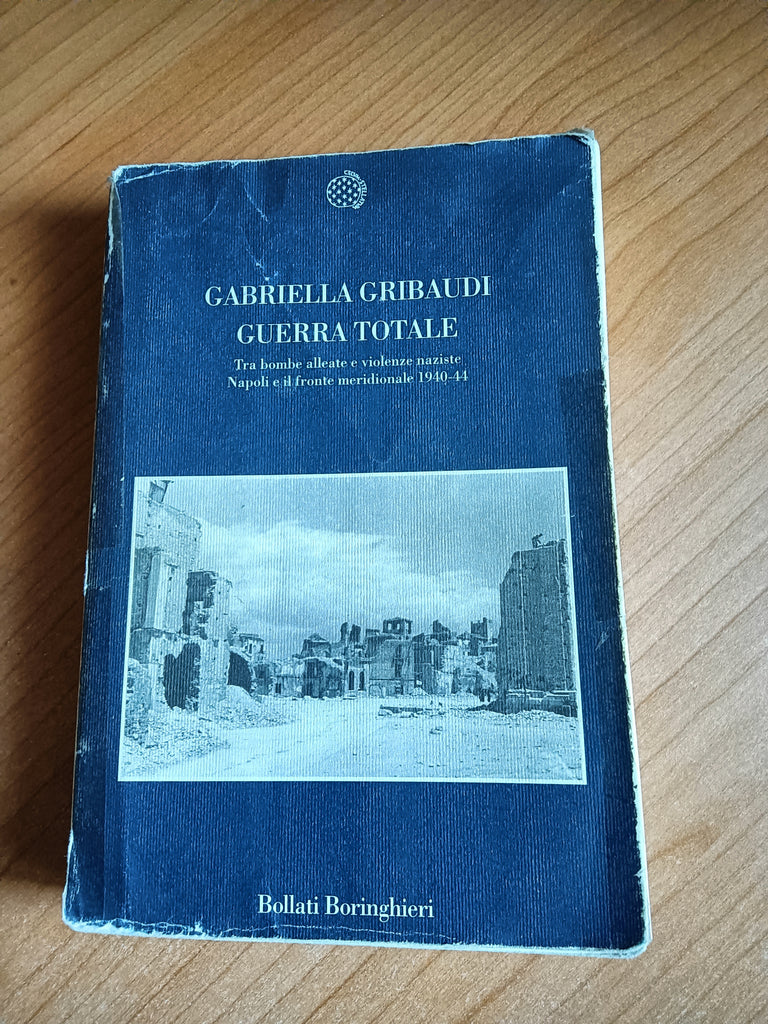 GABRIELLA GRIBAUDI
GUERRA TOTALE
Tra bombe alleate e violenze naziste
Napoli e il fronte meridionale 1940-44
Bollati Boringhieri